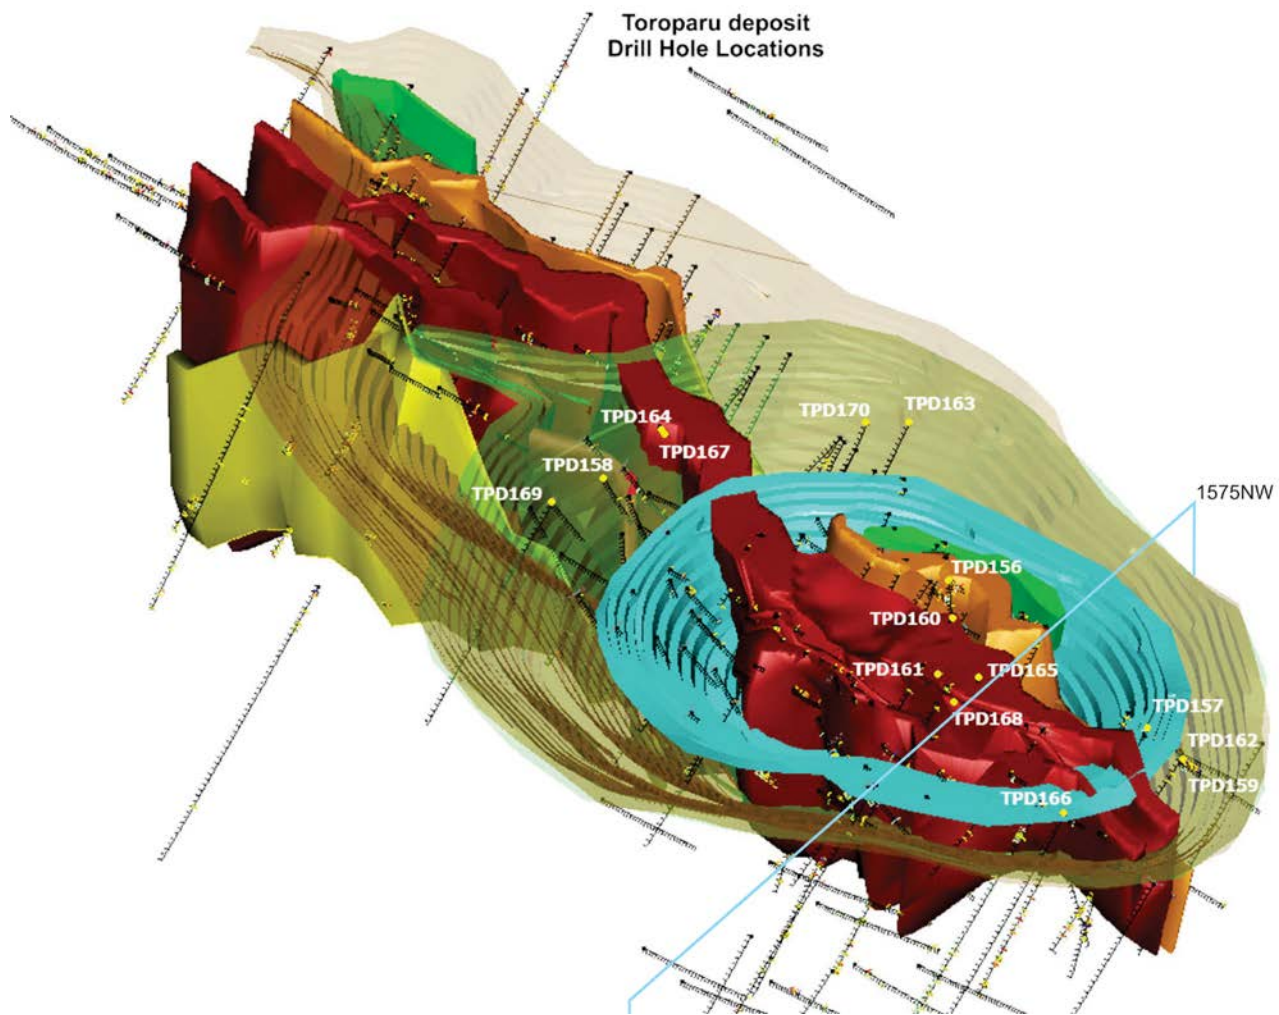 Toroparu deposit
Drill Hole Locations
TPD164
TPD170
TPD163
TPD167
TPD158
TPD169
1575NW
TPD156
TPD160
TPD161
TPD165
TPD168
TPD157
TPD162
TPD159
TPD166